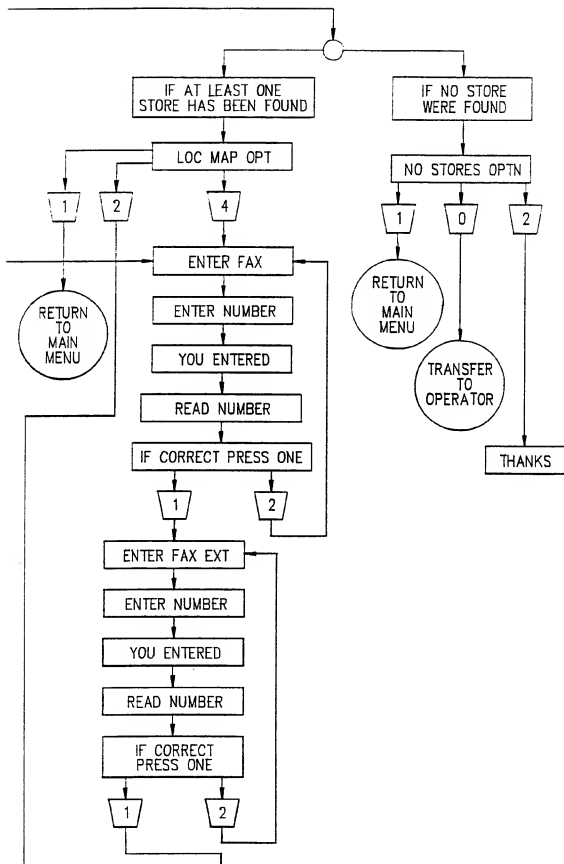 IF AT LEAST ONE
STORE HAS BEEN FOUND
IF NO STORE
WERE FOUND
LOC MAP OPT
NO STORES OPTN
1
2
4
1
0
2
ENTER FAX
RETURN
TO
MAIN
MENU
RETURN
TO
MAIN
MENU
ENTER NUMBER
YOU ENTERED
TRANSFER
TO
OPERATOR
READ NUMBER
IF CORRECT PRESS ONE
THANKS
1
2
ENTER FAX EXT
ENTER NUMBER
YOU ENTERED
READ NUMBER
IF CORRECT
PRESS ONE
1
2